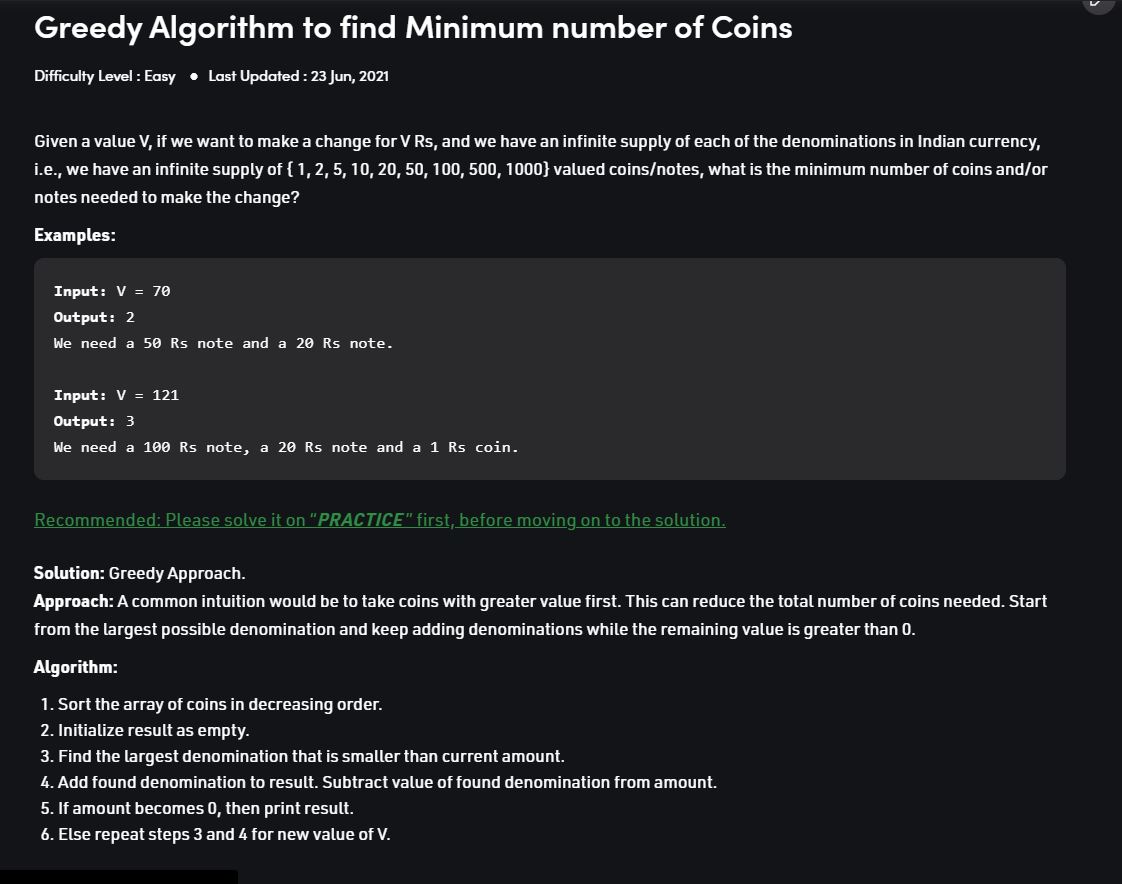 Greedy Algorithm to find Minimum number of Coins
Difficulty Level : Easy ● Last Updated : 23 Jun, 2021
Given a value V, if we want to make a change for V Rs, and we have an infinite supply of each of the denominations in Indian currency,
i.e., we have an infinite supply of { 1, 2, 5, 10, 20, 50, 100, 500, 1000} valued coins/notes, what is the minimum number of coins and/or
notes needed to make the change?
Examples:
Input: V = 70
Output: 2
We need a 50 Rs note and a 20 Rs note.
Input: V = 121
Output: 3
We need a 100 Rs note, a 20 Rs note and a 1 Rs coin.
Recommended: Please solve it on "PRACTICE" first, before moving on to the solution.
Solution: Greedy Approach.
Approach: A common intuition would be to take coins with greater value first. This can reduce the total number of coins needed. Start
from the largest possible denomination and keep adding denominations while the remaining value is greater than 0.
Algorithm:
1. Sort the array of coins in decreasing order.
2. Initialize result as empty.
3. Find the largest denomination that is smaller than current amount.
4. Add found denomination to result. Subtract value of found denomination from amount.
5. If amount becomes 0, then print result.
6. Else repeat steps 3 and 4 for new value of V.